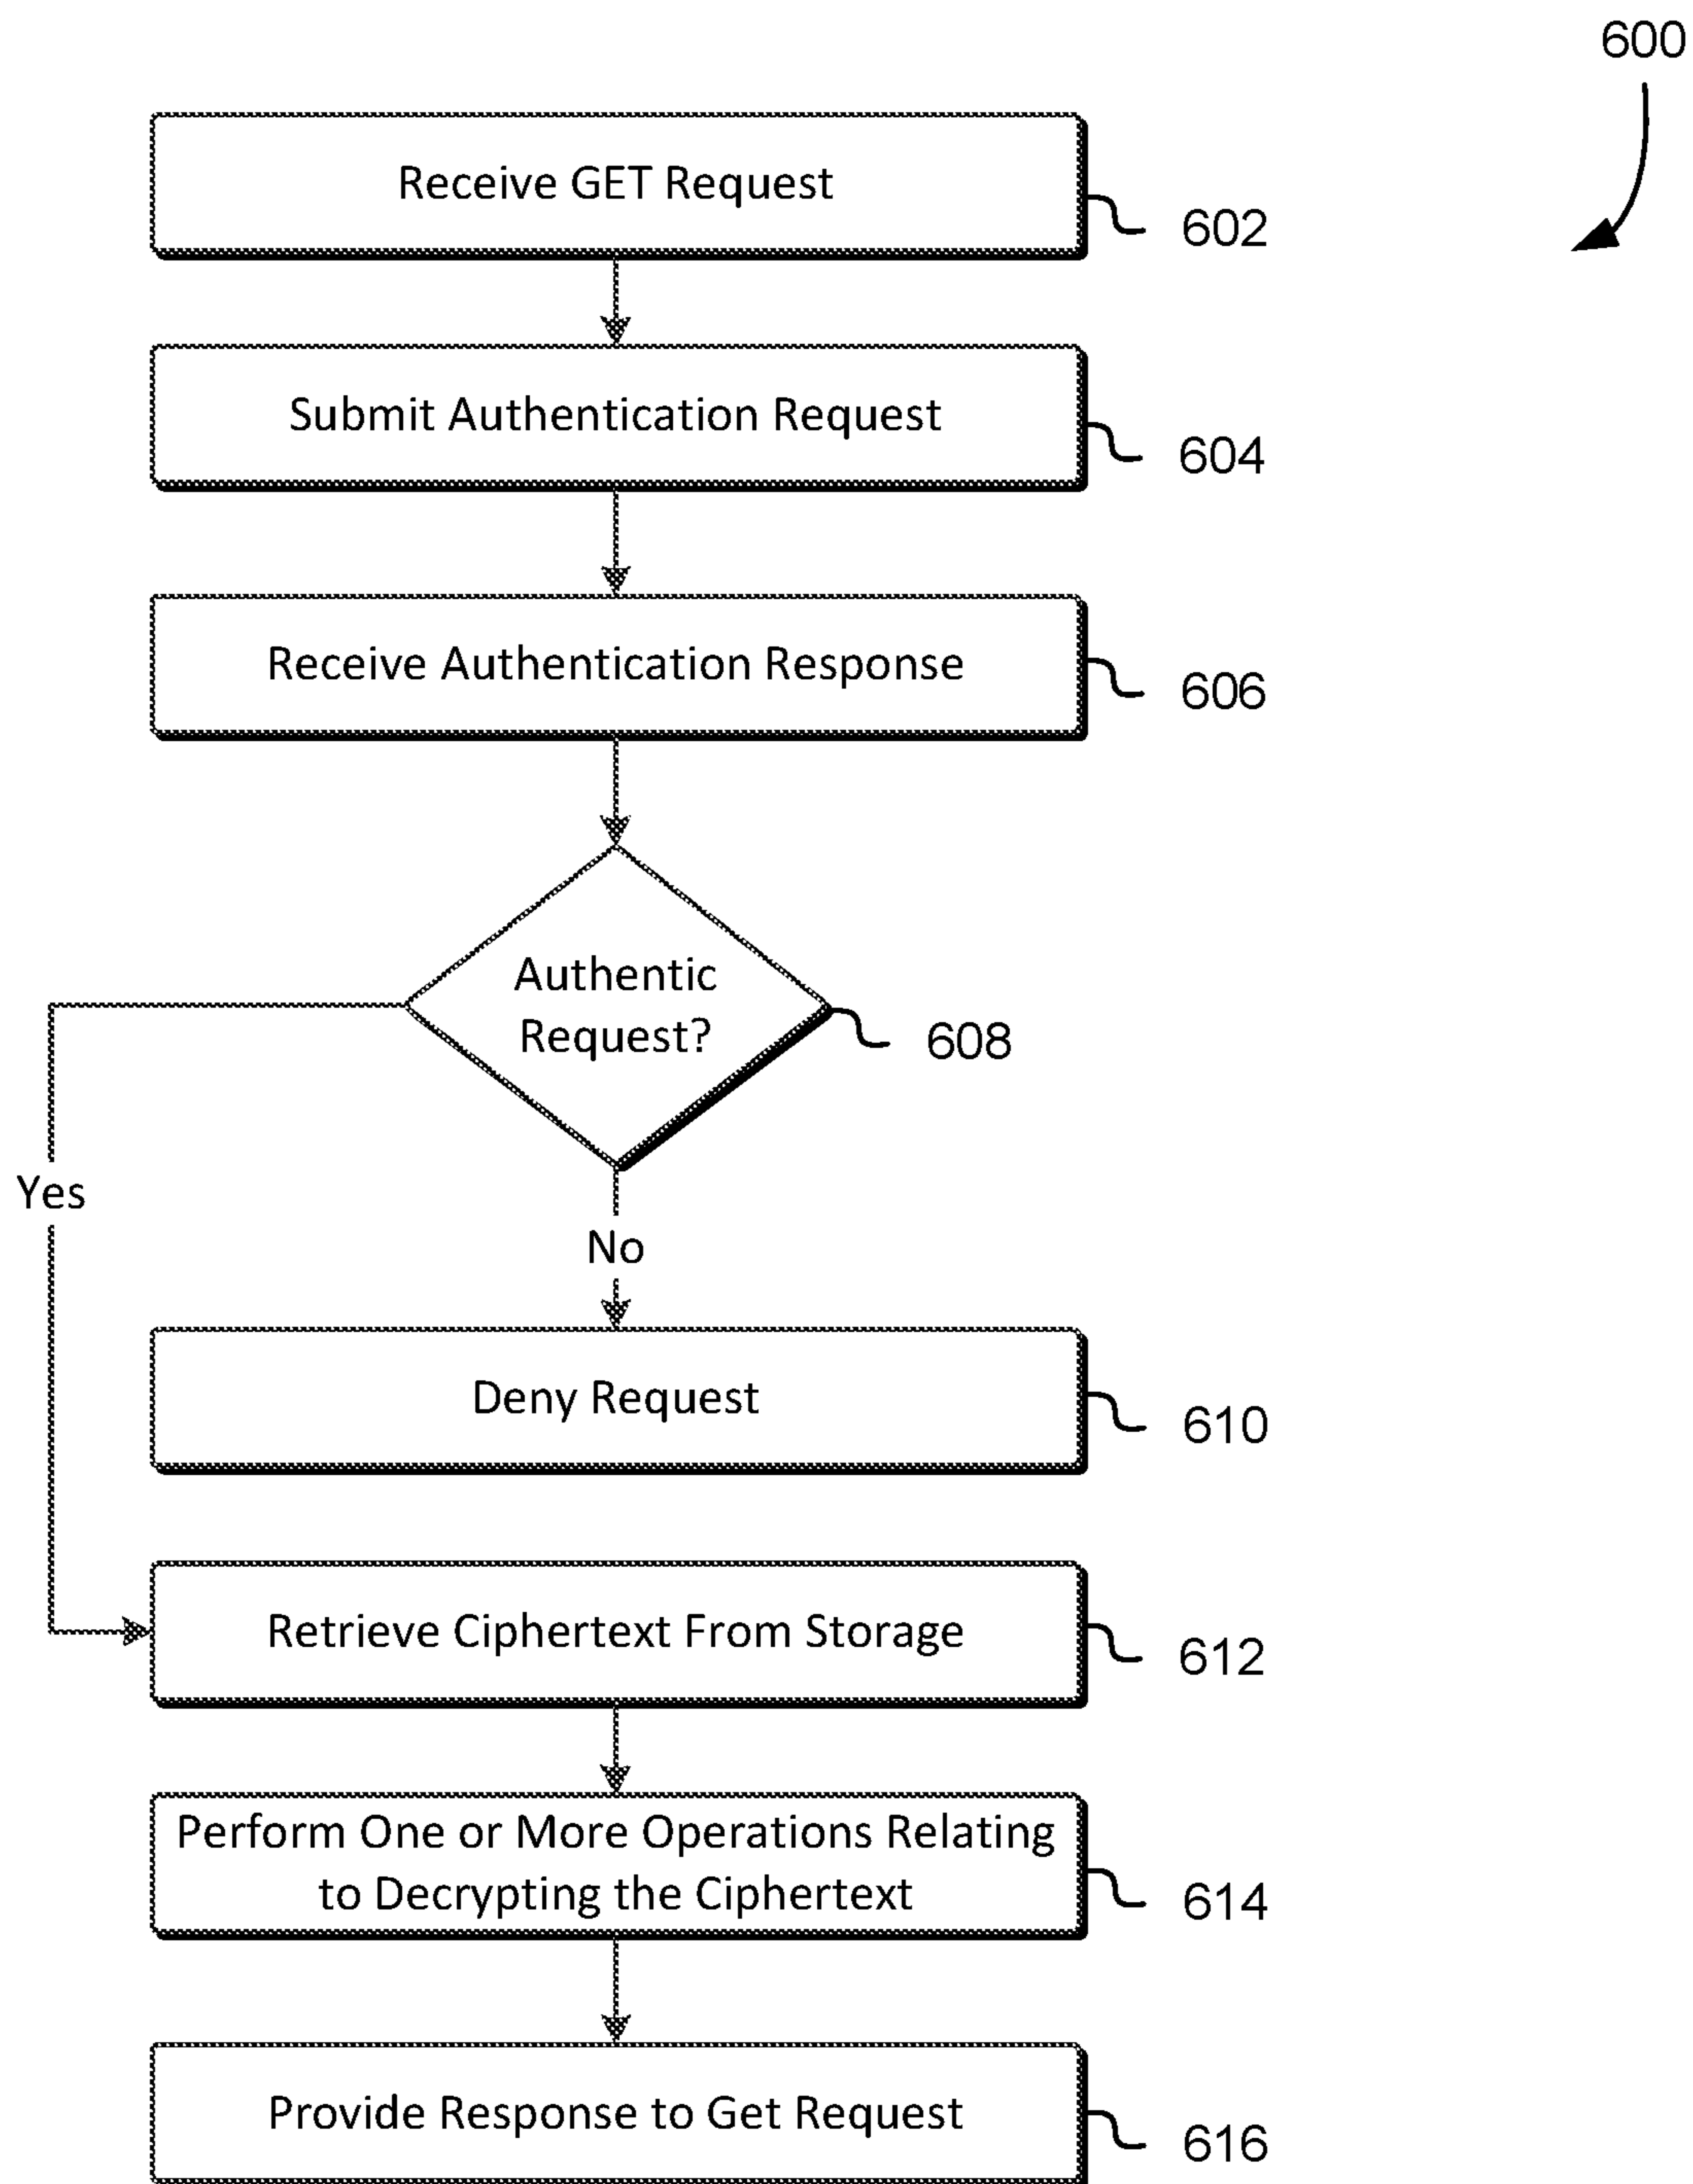 600
Receive GET Request
602
Submit Authentication Request
604
Receive Authentication Response
606
Authentic
Request?
608
Yes
No
Deny Request
610
Retrieve Ciphertext From Storage
612
Perform One or More Operations Relating
to Decrypting the Ciphertext
614
Provide Response to Get Request
616